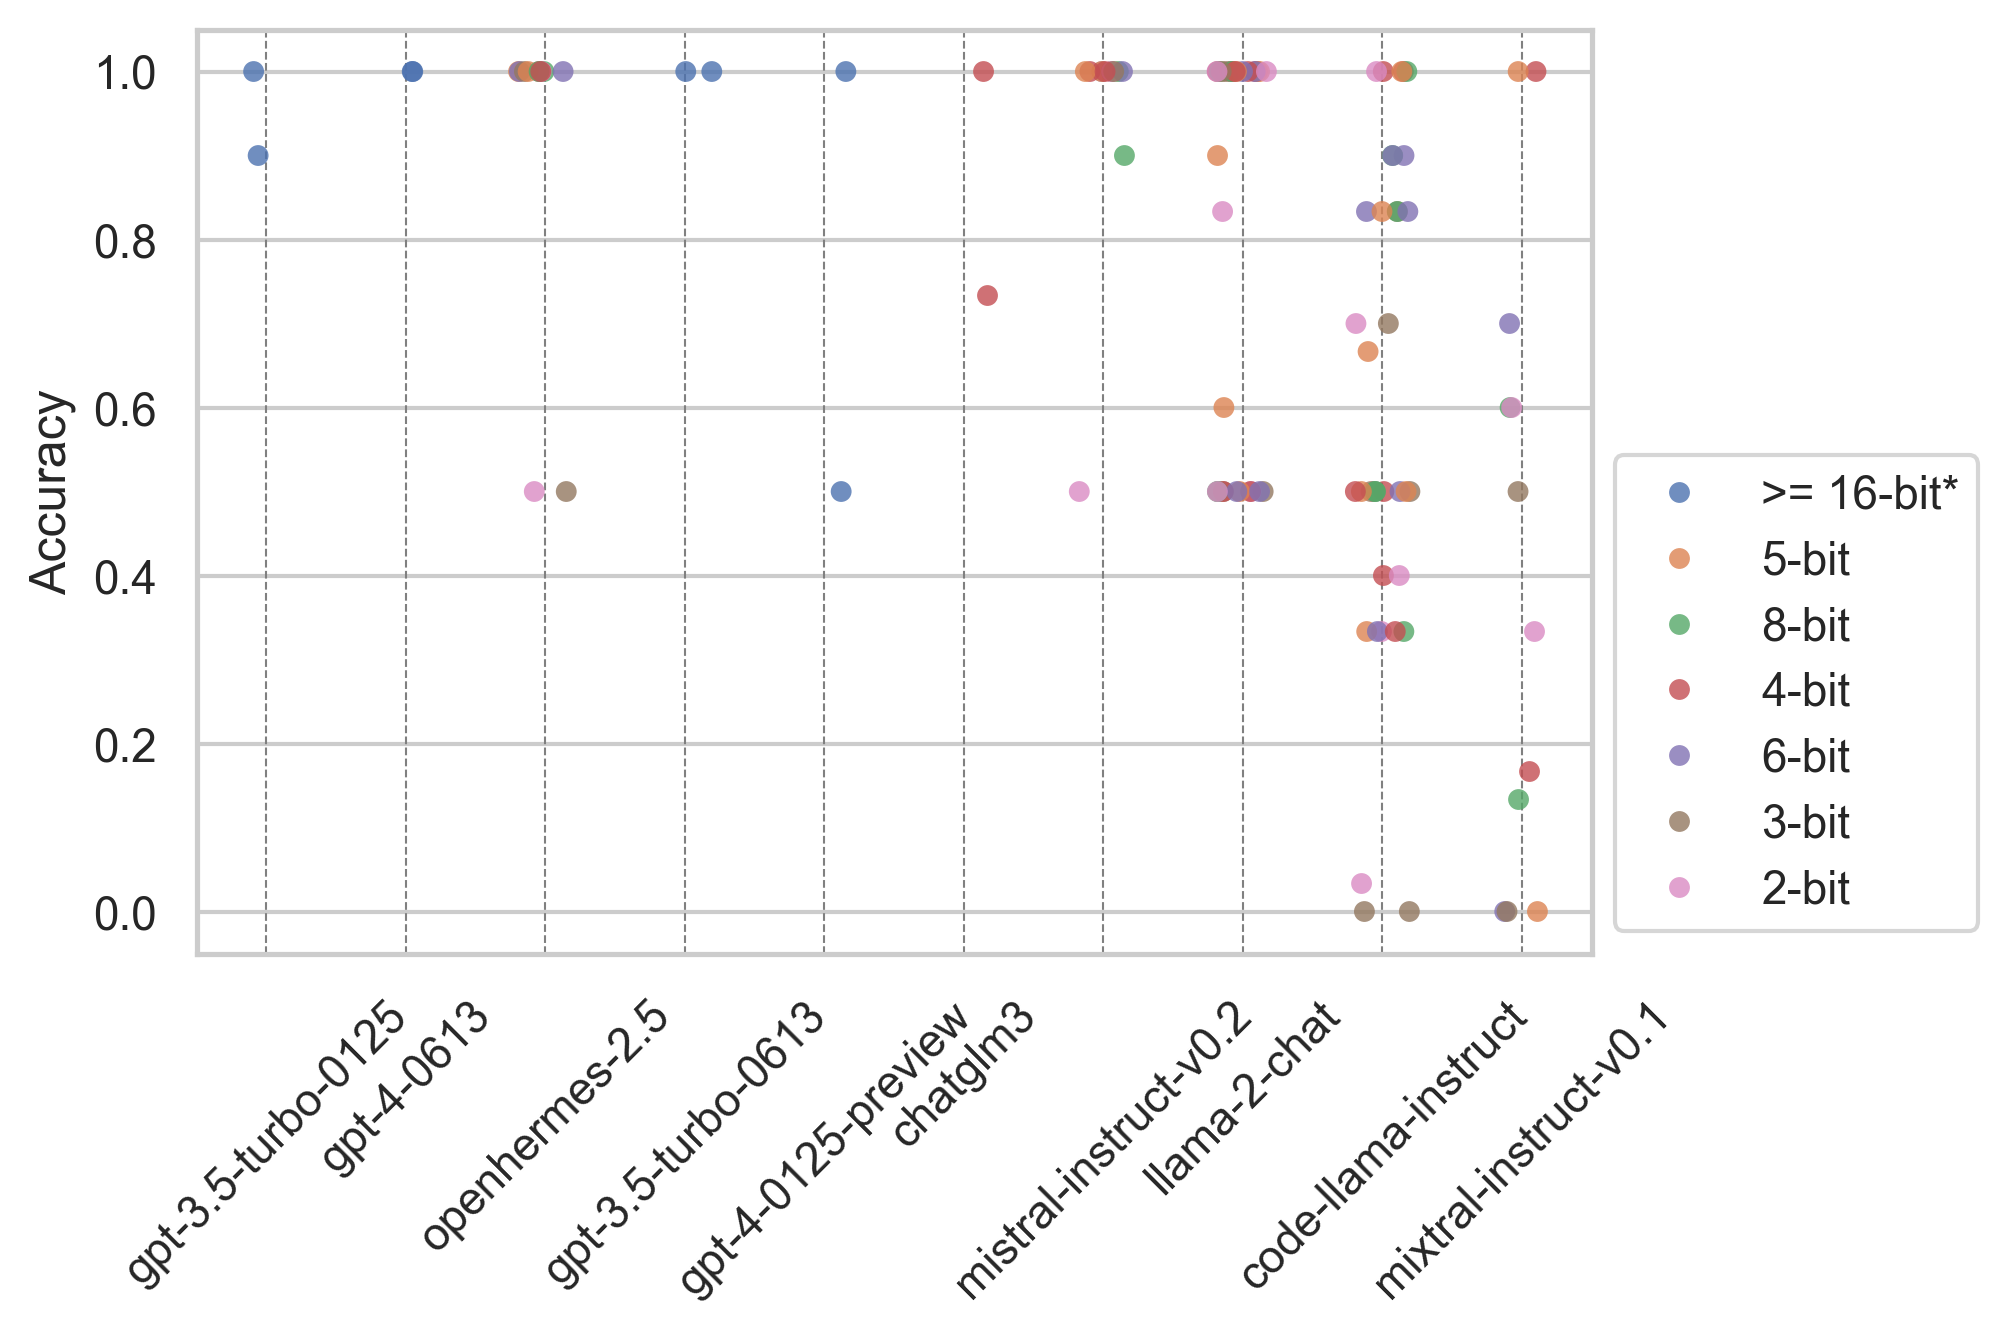 Accuracy
1.0
0.8
0.6
0.4
0.2
0.0
gpt-3.5-turbo-0125
gpt-4-0613
openhermes-2.5
gpt-3.5-turbo-0613
gpt-4-0125-preview
chatglm3
mistral-instruct-v0.2
llama-2-chat
code-llama-instruct
mixtral-instruct-v0.1
>= 16-bit*
5-bit
8-bit
4-bit
6-bit
3-bit
2-bit